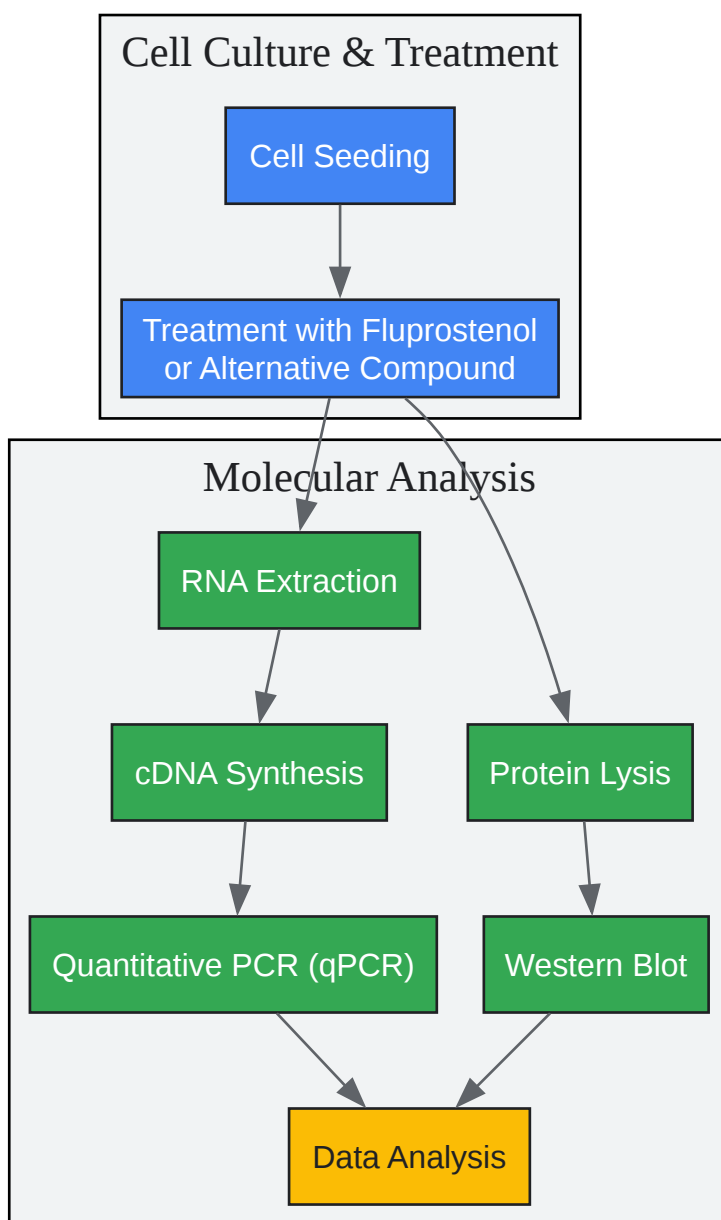 Cell Culture & Treatment
Cell Seeding
Treatment with Fluprostenol
or Alternative Compound
Molecular Analysis
RNA Extraction
cDNA Synthesis
Protein Lysis
Quantitative PCR (qPCR)
Western Blot
Data Analysis